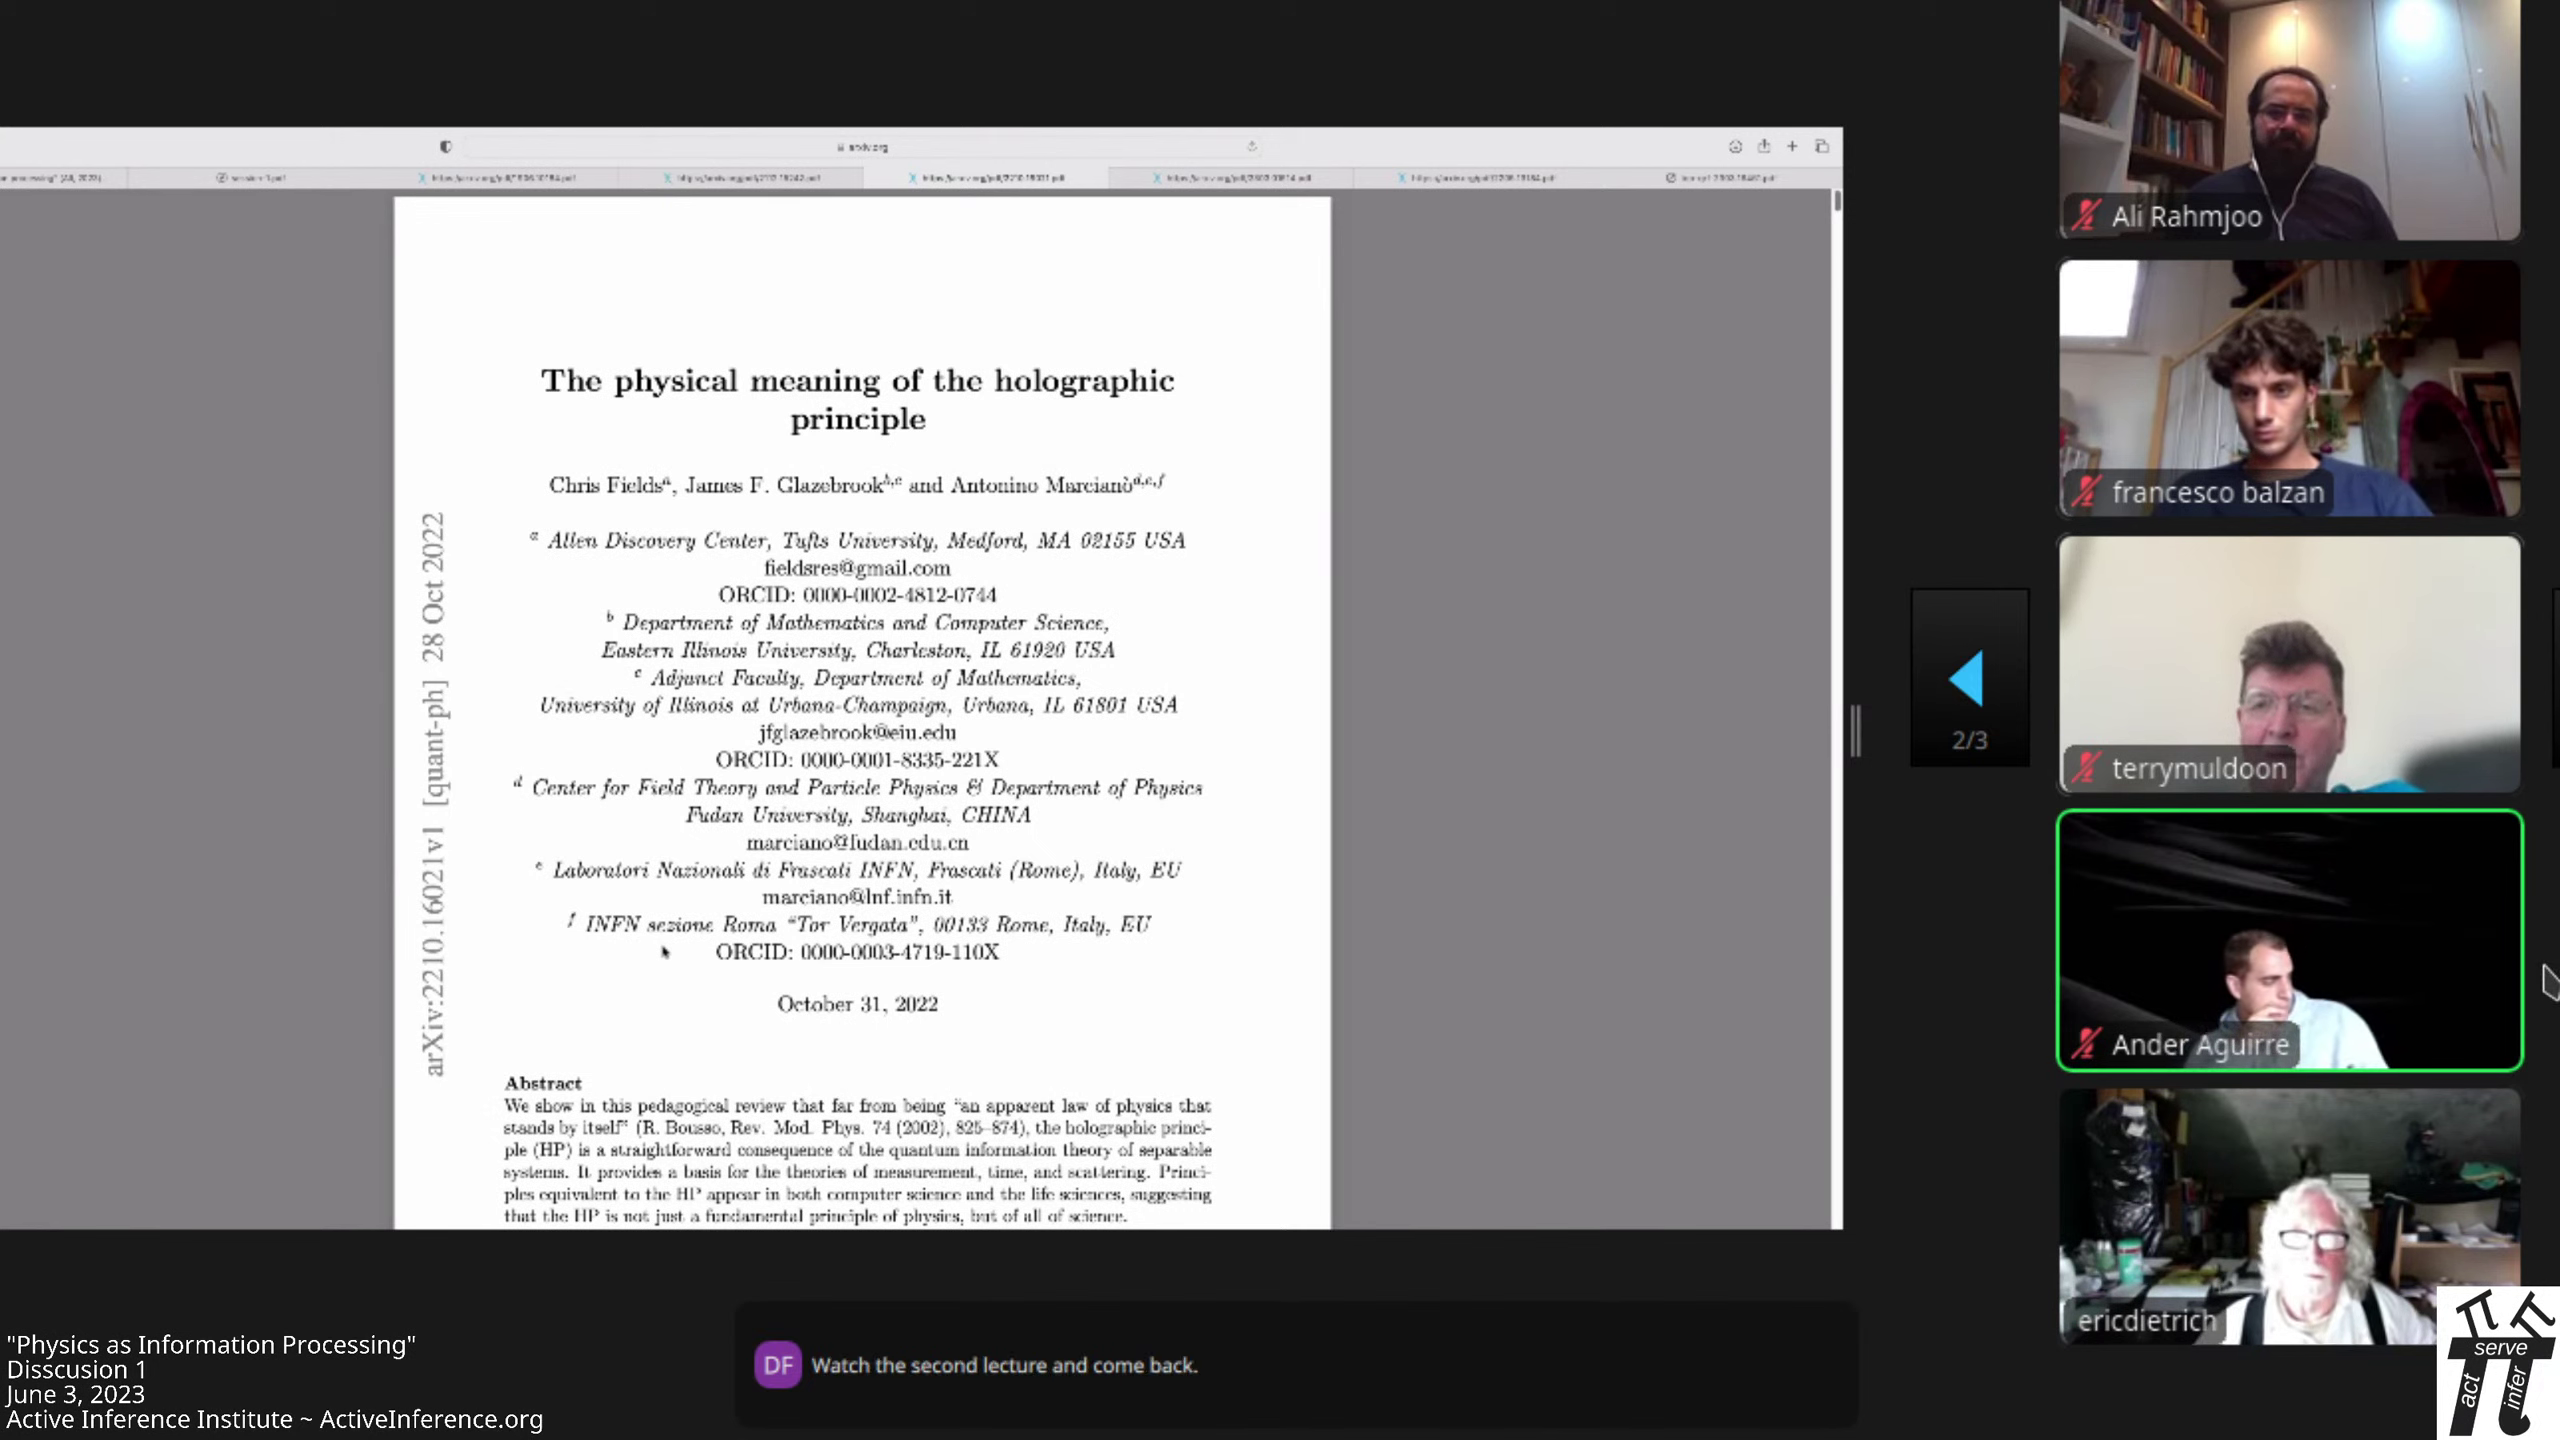 arxiv.org
session-1.pdf
The physical meaning of the holographic
principle
Chris Fieldsᵃ, James F. Glazebrookᵇ,ᶜ and Antonino Marcianòᵈ,ᵉ,ᶠ
ᵃ Allen Discovery Center, Tufts University, Medford, MA 02155 USA
fieldsres@gmail.com
ORCID: 0000-0002-4812-0744
ᵇ Department of Mathematics and Computer Science,
Eastern Illinois University, Charleston, IL 61920 USA
ᶜ Adjunct Faculty, Department of Mathematics,
University of Illinois at Urbana-Champaign, Urbana, IL 61801 USA
jfglazebrook@eiu.edu
ORCID: 0000-0001-8335-221X
ᵈ Center for Field Theory and Particle Physics & Department of Physics
Fudan University, Shanghai, CHINA
marciano@fudan.edu.cn
ᵉ Laboratori Nazionali di Frascati INFN, Frascati (Rome), Italy, EU
marciano@lnf.infn.it
ᶠ INFN sezione Roma “Tor Vergata”, 00133 Rome, Italy, EU
ORCID: 0000-0003-4719-110X
October 31, 2022
arXiv:2210.16021v1 [quant-ph] 28 Oct 2022
Abstract
We show in this pedagogical review that far from being “an apparent law of physics that
stands by itself” (R. Bousso, Rev. Mod. Phys. 74 (2002), 825–874), the holographic princi-
ple (HP) is a straightforward consequence of the quantum information theory of separable
systems. It provides a basis for the theories of measurement, time, and scattering. Princi-
ples equivalent to the HP appear in both computer science and the life sciences, suggesting
that the HP is not just a fundamental principle of physics, but of all of science.
2/3
Ali Rahmjoo
francesco balzan
terrymuldoon
Ander Aguirre
ericdietrich
DF Watch the second lecture and come back.
"Physics as Information Processing"
Disscusion 1
June 3, 2023
Active Inference Institute ~ ActiveInference.org
serve
act
infer